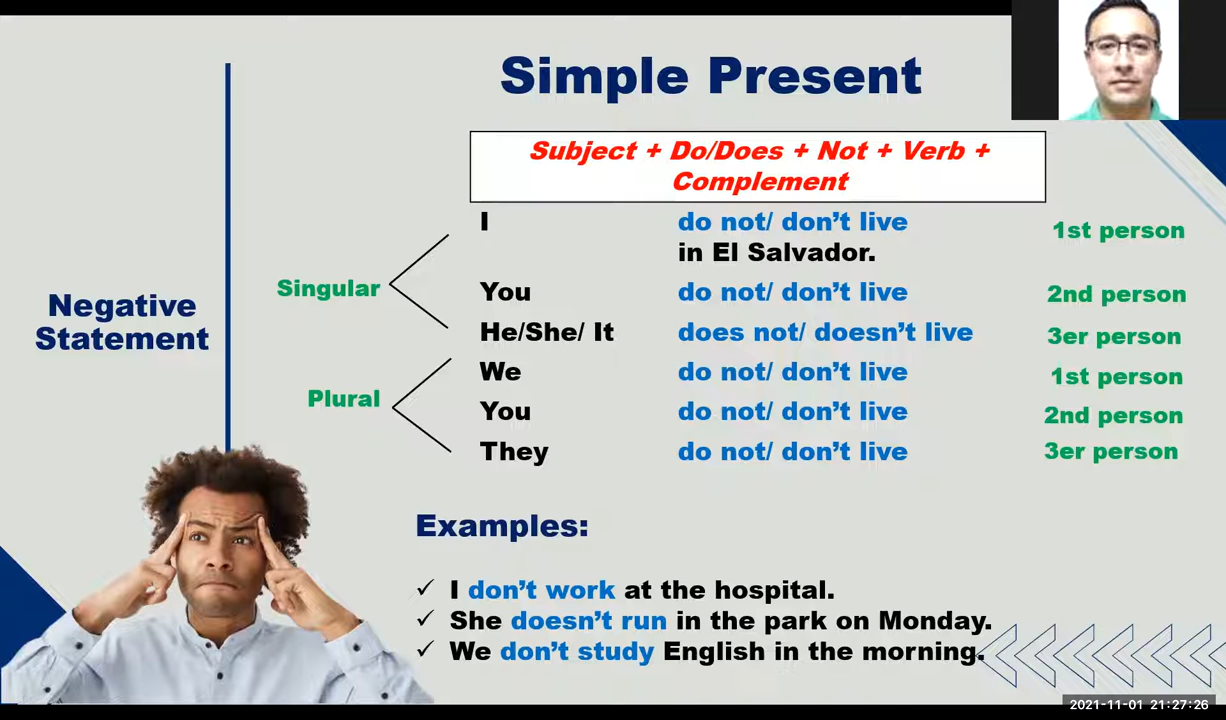 Simple Present
Subject + Do/Does + Not + Verb +
Complement
Negative
Statement
Singular
Plural
I do not/ don’t live 1st person
in El Salvador.
You do not/ don’t live 2nd person
He/She/ It does not/ doesn’t live 3er person
We do not/ don’t live 1st person
You do not/ don’t live 2nd person
They do not/ don’t live 3er person
Examples:
✓ I don’t work at the hospital.
✓ She doesn’t run in the park on Monday.
✓ We don’t study English in the morning.
2021-11-01 21:27:26